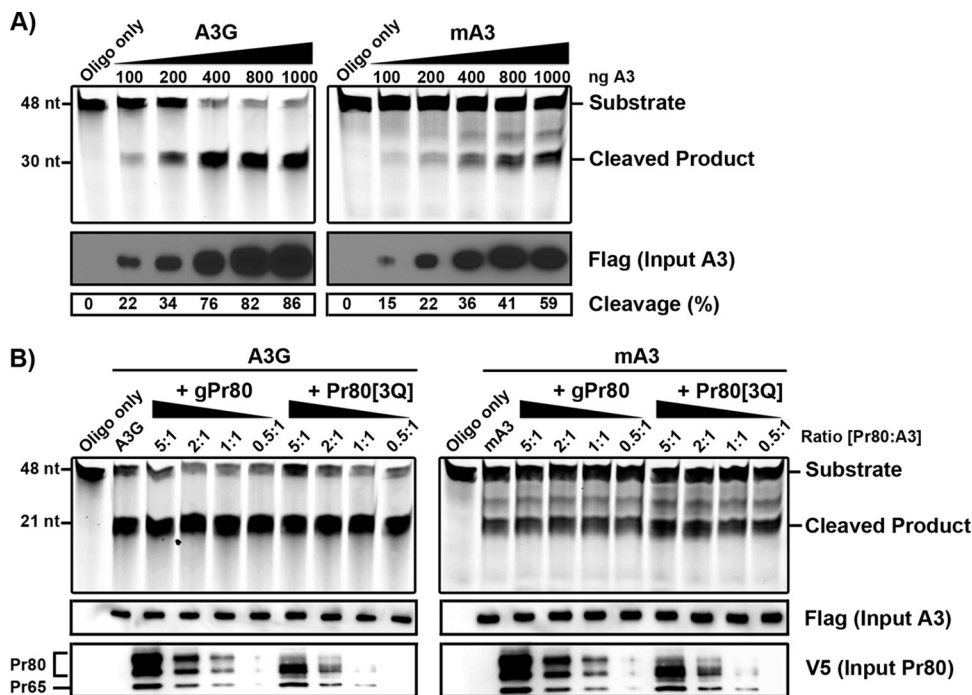 A)
A3G mA3
Oligo only 100 200 400 800 1000 Oligo only 100 200 400 800 1000 ng A3
48 nt Substrate
30 nt Cleaved Product
Flag (Input A3)
0 22 34 76 82 86 0 15 22 36 41 59 Cleavage (%)
B)
A3G mA3
+ gPr80 + Pr80[3Q] + gPr80 + Pr80[3Q]
Oligo only A3G 5:1 2:1 1:1 0.5:1 5:1 2:1 1:1 0.5:1 Oligo only mA3 5:1 2:1 1:1 0.5:1 5:1 2:1 1:1 0.5:1 Ratio [Pr80:A3]
48 nt Substrate
21 nt Cleaved Product
Flag (Input A3)
Pr80 V5 (Input Pr80)
Pr65